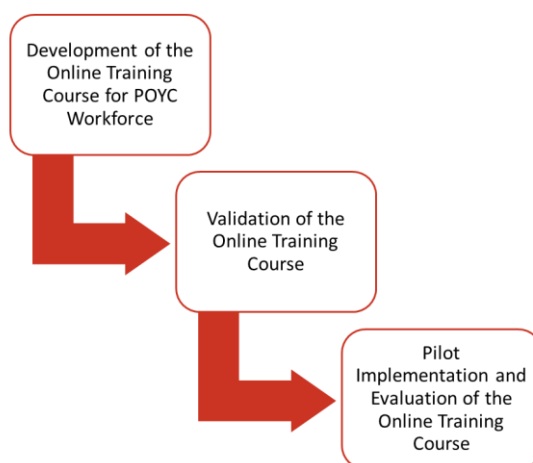 Development of the
Online Training
Course for POYC
Workforce
Validation of the
Online Training
Course
Pilot
Implementation and
Evaluation of the
Online Training
Course